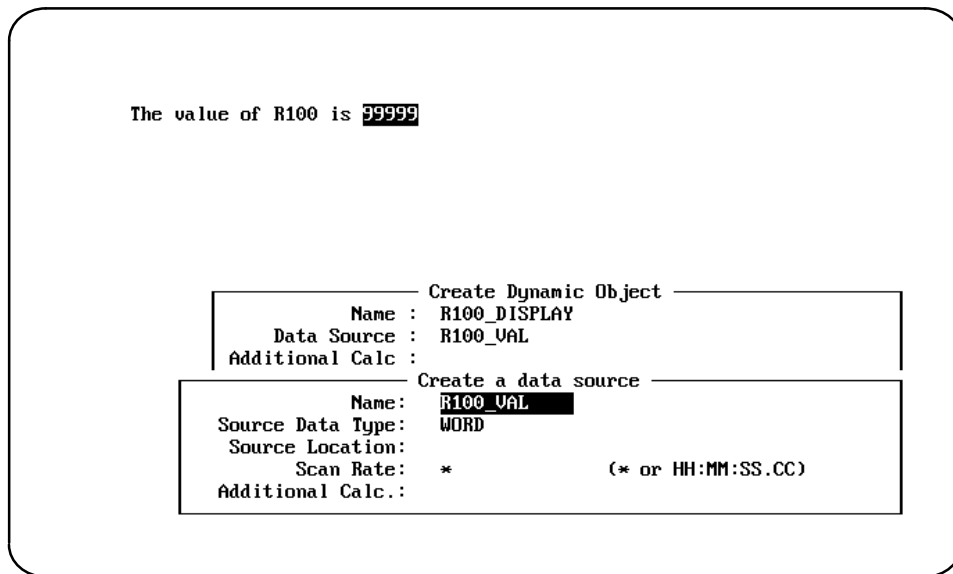 The value of R100 is 99999
Create Dynamic Object
Name : R100_DISPLAY
Data Source : R100_VAL
Additional Calc :
Create a data source
Name: R100_VAL
Source Data Type: WORD
Source Location:
Scan Rate: * (* or HH:MM:SS.CC)
Additional Calc.: